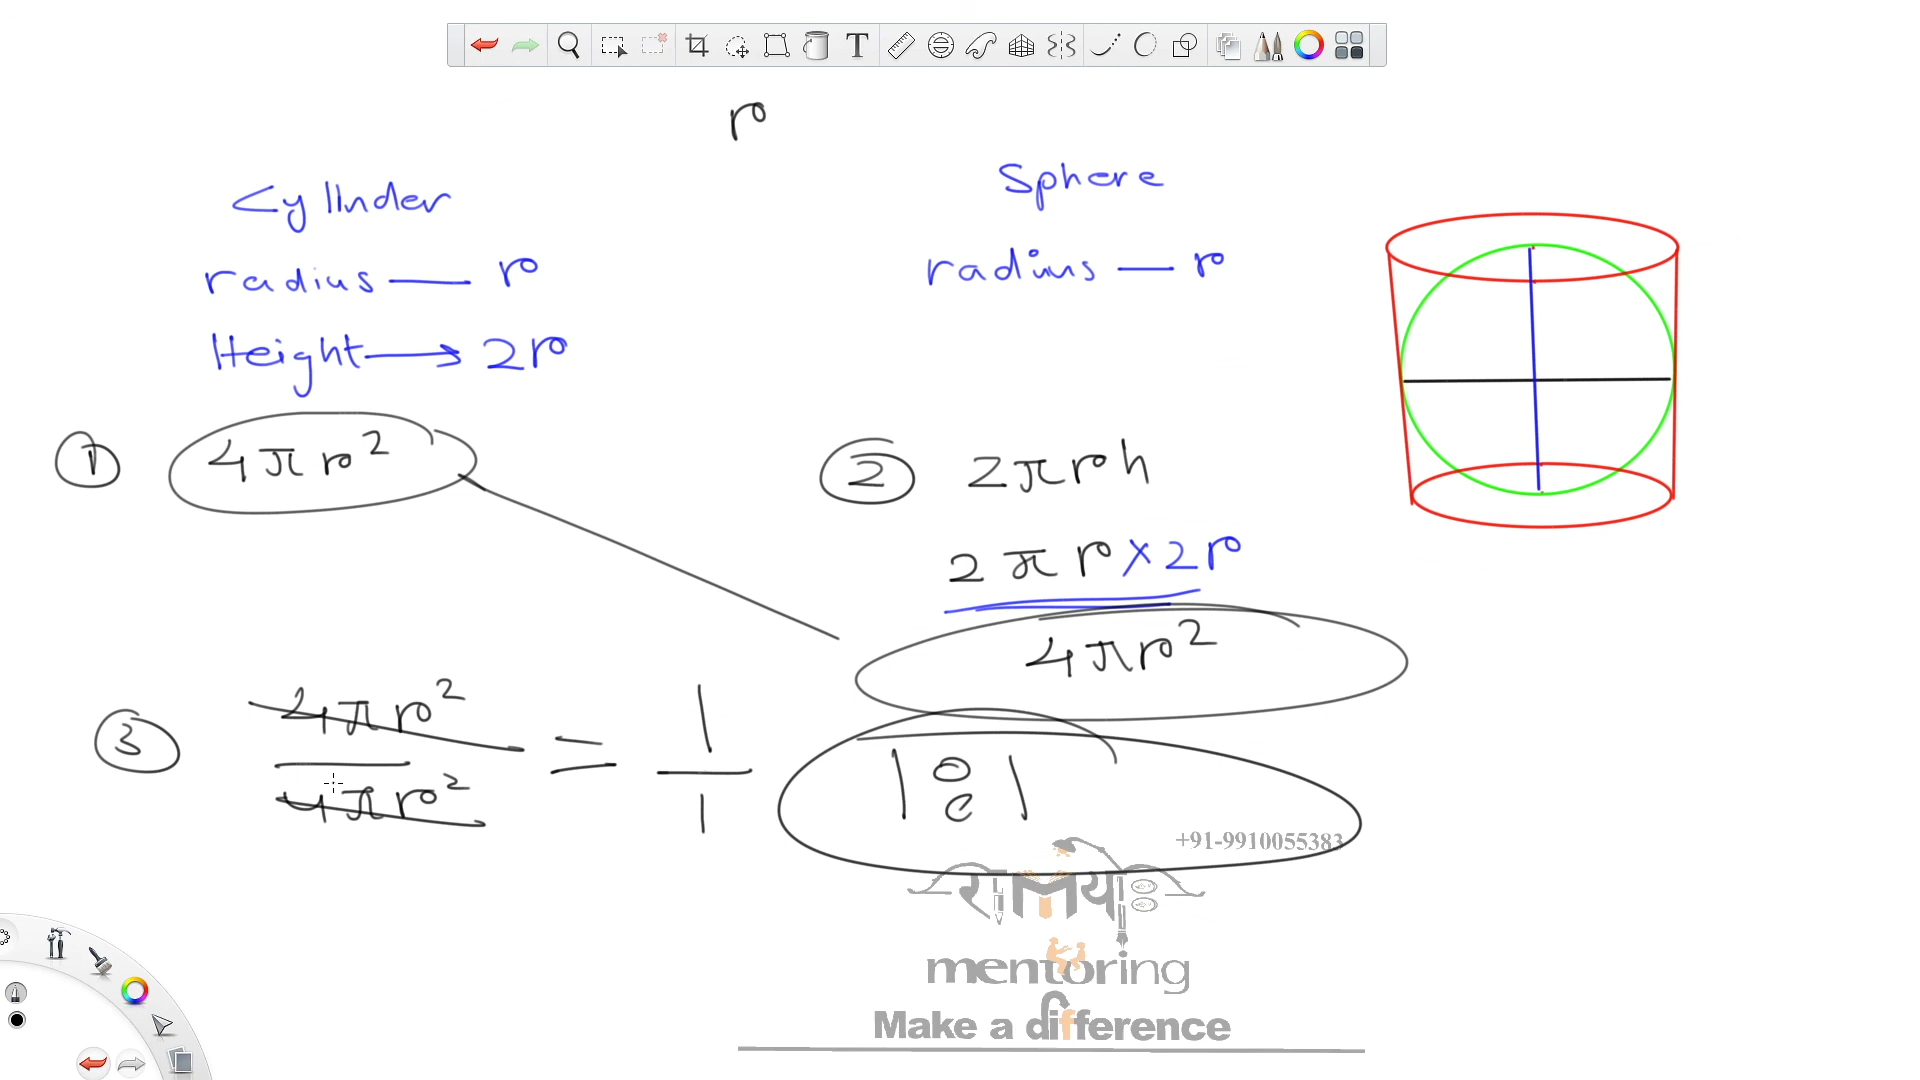 r
Cylinder
radius — r
Height → 2r
Sphere
radius — r
① 4πr²
② 2πrh
2πr×2r
4πr²
③ 4πr² / 4πr² = 1/1
1:1
+91-9910055383
mentoring
Make a difference